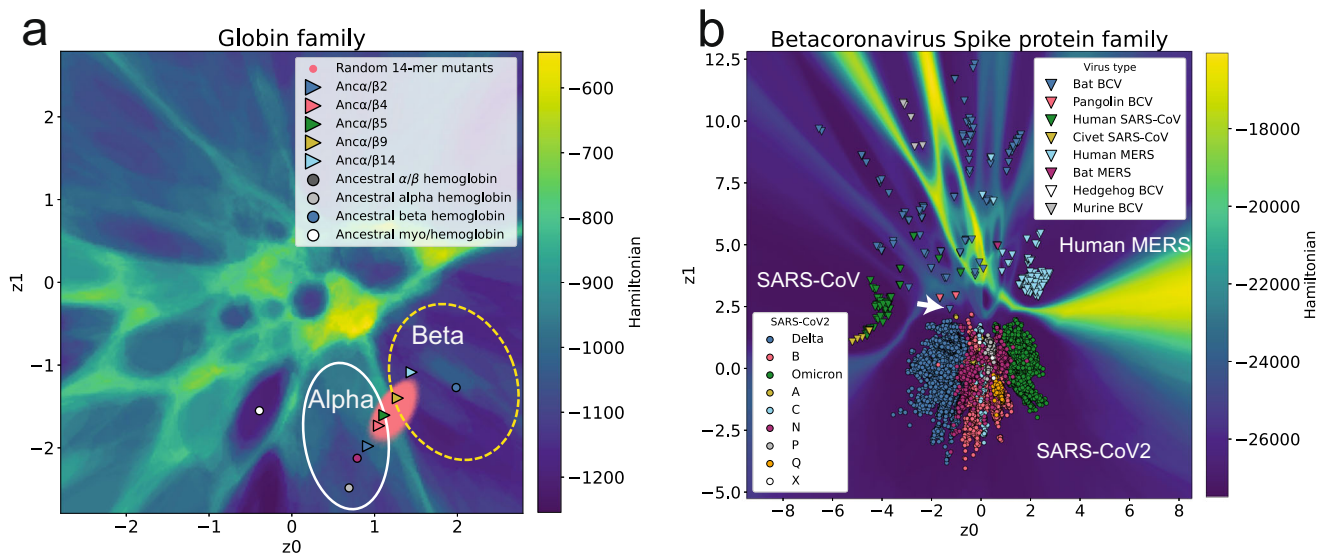 a
Globin family
Random 14-mer mutants
Ancα/β2
Ancα/β4
Ancα/β5
Ancα/β9
Ancα/β14
Ancestral α/β hemoglobin
Ancestral alpha hemoglobin
Ancestral beta hemoglobin
Ancestral myo/hemoglobin
Beta
Alpha
2
1
0
−1
−2
z1
−2
−1
0
1
2
z0
−600
−700
−800
−900
−1000
−1100
−1200
Hamiltonian
b
Betacoronavirus Spike protein family
Virus type
Bat BCV
Pangolin BCV
Human SARS-CoV
Civet SARS-CoV
Human MERS
Bat MERS
Hedgehog BCV
Murine BCV
Human MERS
SARS-CoV
SARS-CoV2
Delta
B
Omicron
A
C
N
P
Q
X
SARS-CoV2
12.5
10.0
7.5
5.0
2.5
0.0
−2.5
−5.0
z1
−8
−6
−4
−2
0
2
4
6
8
z0
−18000
−20000
−22000
−24000
−26000
Hamiltonian